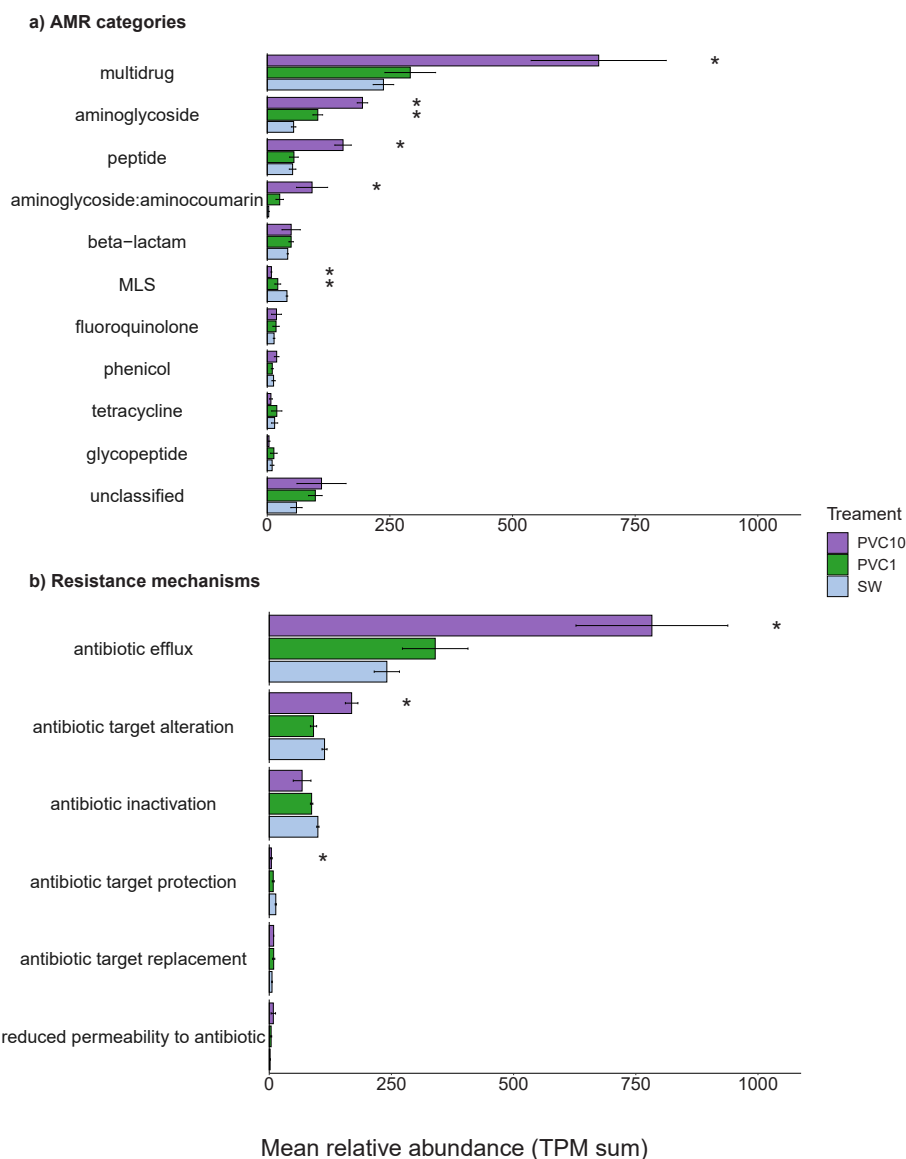 a) AMR categories
multidrug
*
aminoglycoside
*
*
peptide
*
aminoglycoside:aminocoumarin
*
beta−lactam
MLS
*
*
fluoroquinolone
phenicol
tetracycline
glycopeptide
unclassified
0 250 500 750 1000
Treament
PVC10
PVC1
SW
b) Resistance mechanisms
antibiotic efflux
*
antibiotic target alteration
*
antibiotic inactivation
antibiotic target protection
*
antibiotic target replacement
reduced permeability to antibiotic
0 250 500 750 1000
Mean relative abundance (TPM sum)